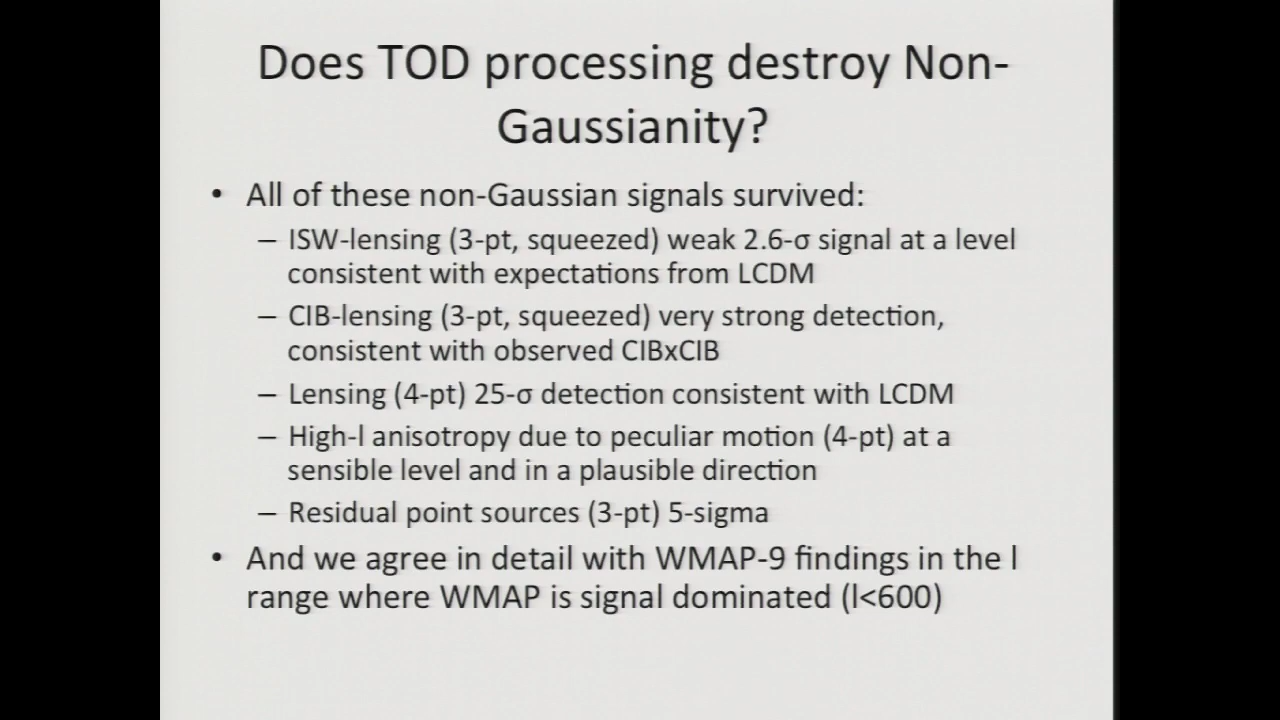 Does TOD processing destroy Non-
Gaussianity?
• All of these non-Gaussian signals survived:
– ISW-lensing (3-pt, squeezed) weak 2.6-σ signal at a level
consistent with expectations from LCDM
– CIB-lensing (3-pt, squeezed) very strong detection,
consistent with observed CIBxCIB
– Lensing (4-pt) 25-σ detection consistent with LCDM
– High-l anisotropy due to peculiar motion (4-pt) at a
sensible level and in a plausible direction
– Residual point sources (3-pt) 5-sigma
• And we agree in detail with WMAP-9 findings in the l
range where WMAP is signal dominated (l<600)